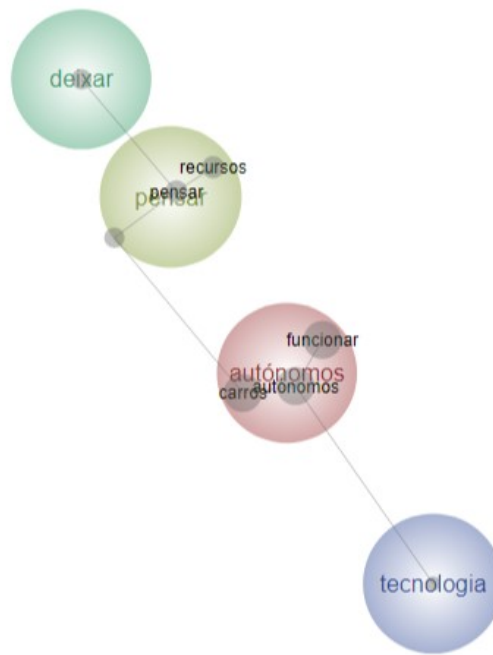 deixar
recursos
pensar
pensar
funcionar
autónomos
carros
autónomos
tecnologia